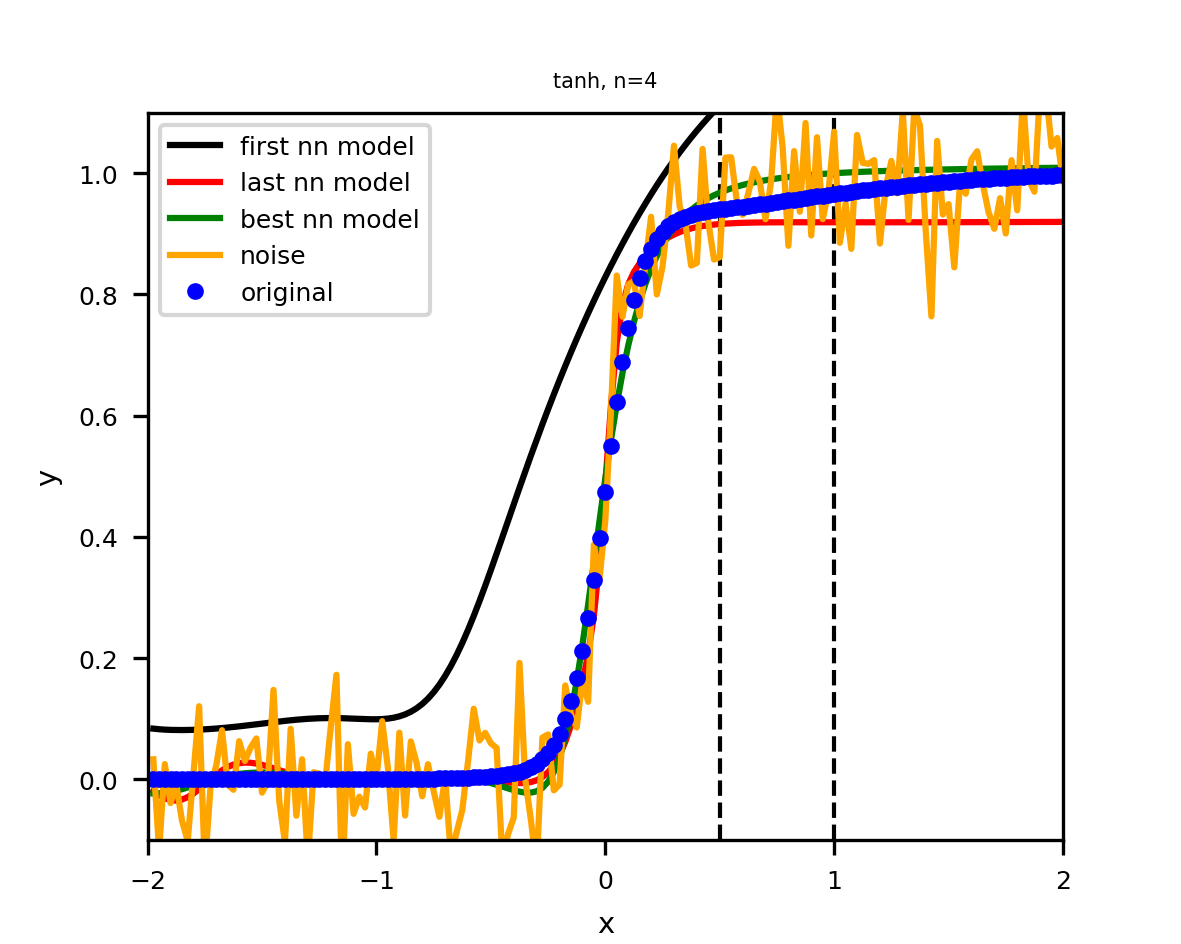 tanh, n=4
first nn model
last nn model
best nn model
noise
original
1.0
0.8
0.6
0.4
0.2
0.0
y
−2
−1
0
1
2
x